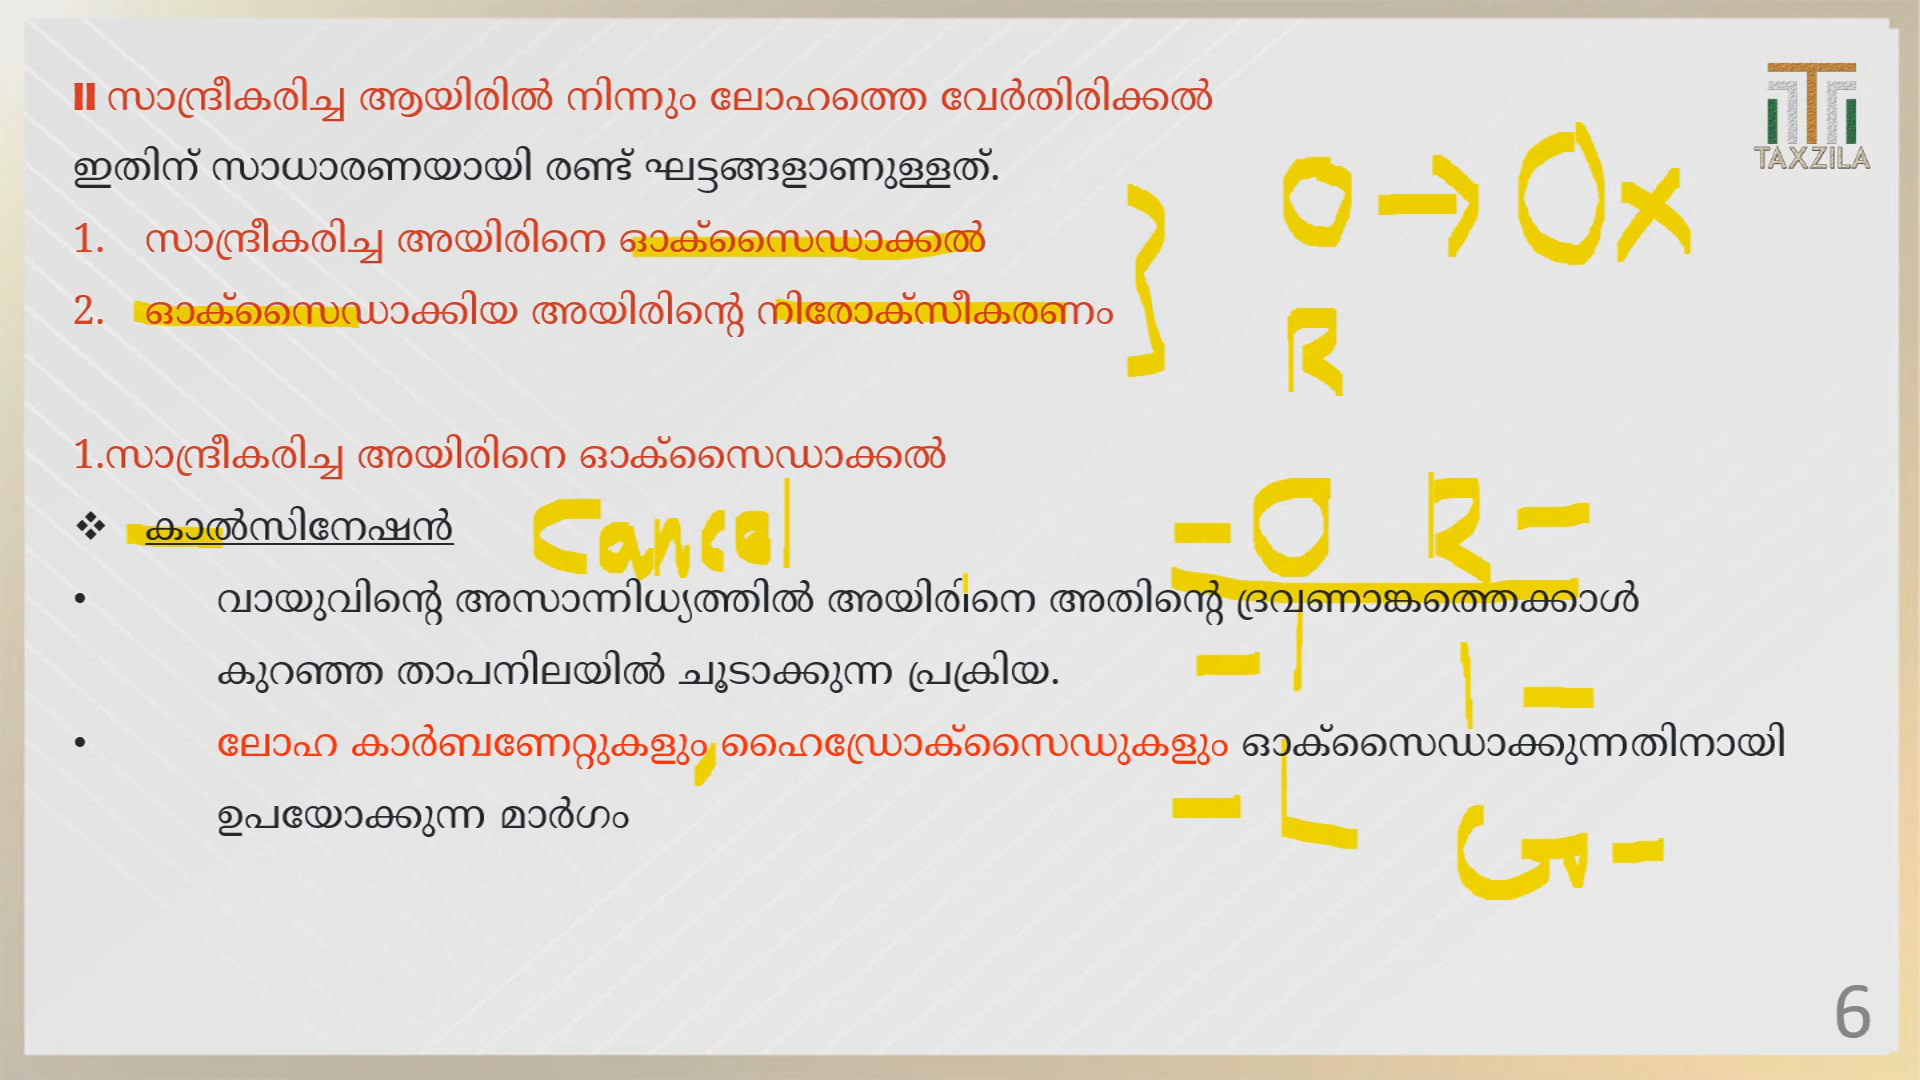 II സാന്ദ്രീകരിച്ച ആയിരിൽ നിന്നും ലോഹത്തെ വേർതിരിക്കൽ
ഇതിന് സാധാരണയായി രണ്ട് ഘട്ടങ്ങളാണുള്ളത്.
1. സാന്ദ്രീകരിച്ച അയിരിനെ ഓക്സൈഡാക്കൽ
2. ഓക്സൈഡാക്കിയ അയിരിന്റെ നിരോക്സീകരണം
O → Ox
R
TAXZILA
1.സാന്ദ്രീകരിച്ച അയിരിനെ ഓക്സൈഡാക്കൽ
❖ കാൽസിനേഷൻ
Cancal
- O R -
• വായുവിന്റെ അസാന്നിധ്യത്തിൽ അയിരിനെ അതിന്റെ ദ്രവണാങ്കത്തെക്കാൾ
കുറഞ്ഞ താപനിലയിൽ ചൂടാക്കുന്ന പ്രക്രിയ.
- I I -
• ലോഹ കാർബണേറ്റുകളും ഹൈഡ്രോക്സൈഡുകളും ഓക്സൈഡാക്കുന്നതിനായി
ഉപയോക്കുന്ന മാർഗം
- L G -
6